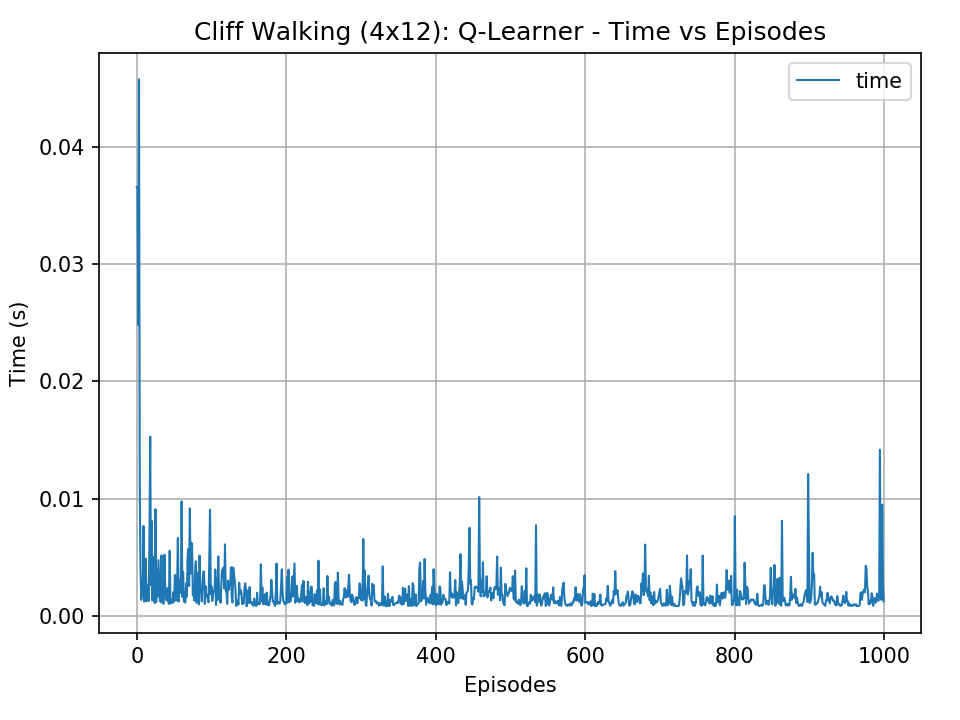 Cliff Walking (4x12): Q-Learner - Time vs Episodes
time
0.04
0.03
0.02
0.01
0.00
Time (s)
0 200 400 600 800 1000
Episodes